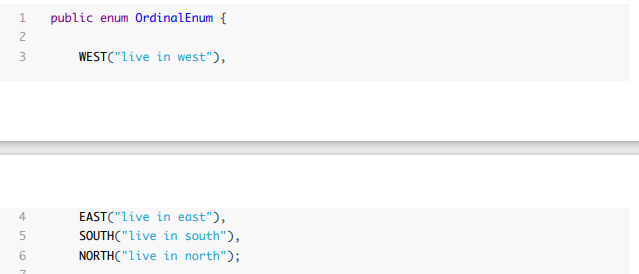 1 public enum OrdinalEnum {
2
3 WEST("live in west"),
4 EAST("live in east"),
5 SOUTH("live in south"),
6 NORTH("live in north");